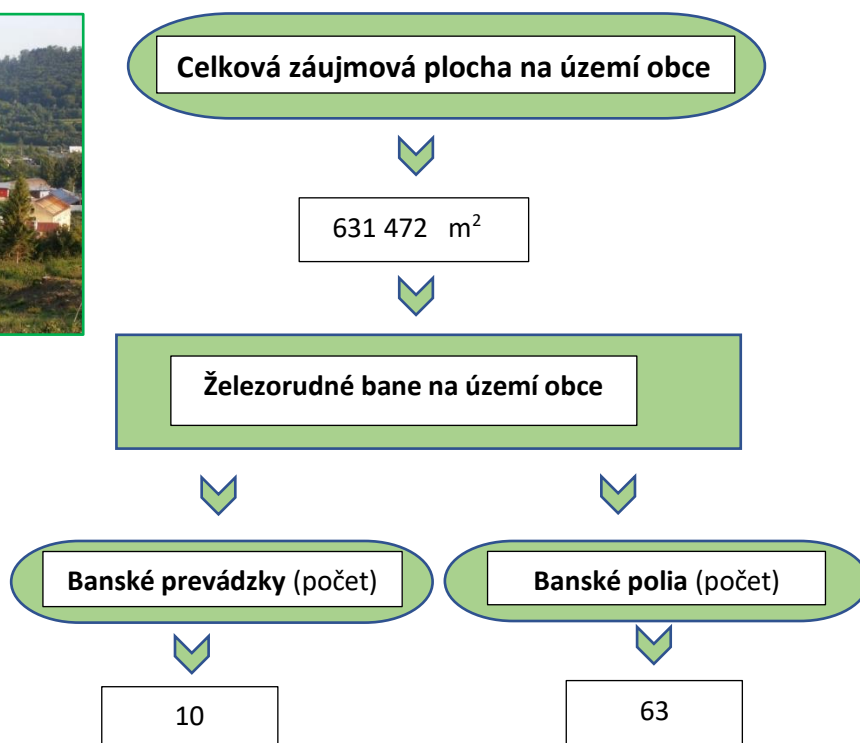 Celková záujmová plocha na území obce
631 472 m²
Železorudné bane na území obce
Banské prevádzky (počet)
Banské polia (počet)
10
63